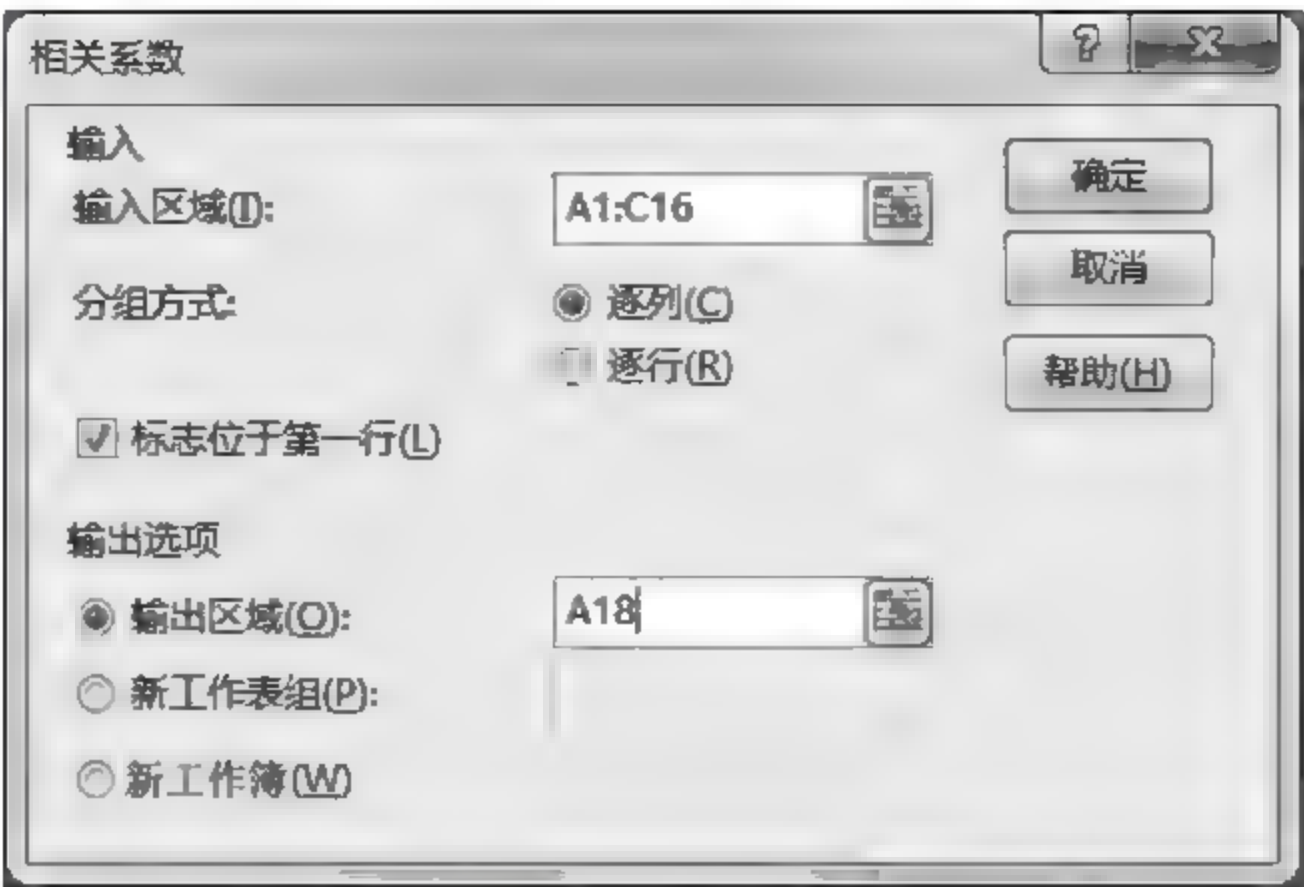 相关系数
输入
输入区域(I):
A1:C16
确定
分组方式:
逐列(C)
取消
逐行(R)
帮助(H)
标志位于第一行(L)
输出选项
输出区域(O):
A18
新工作表组(P):
新工作簿(W)